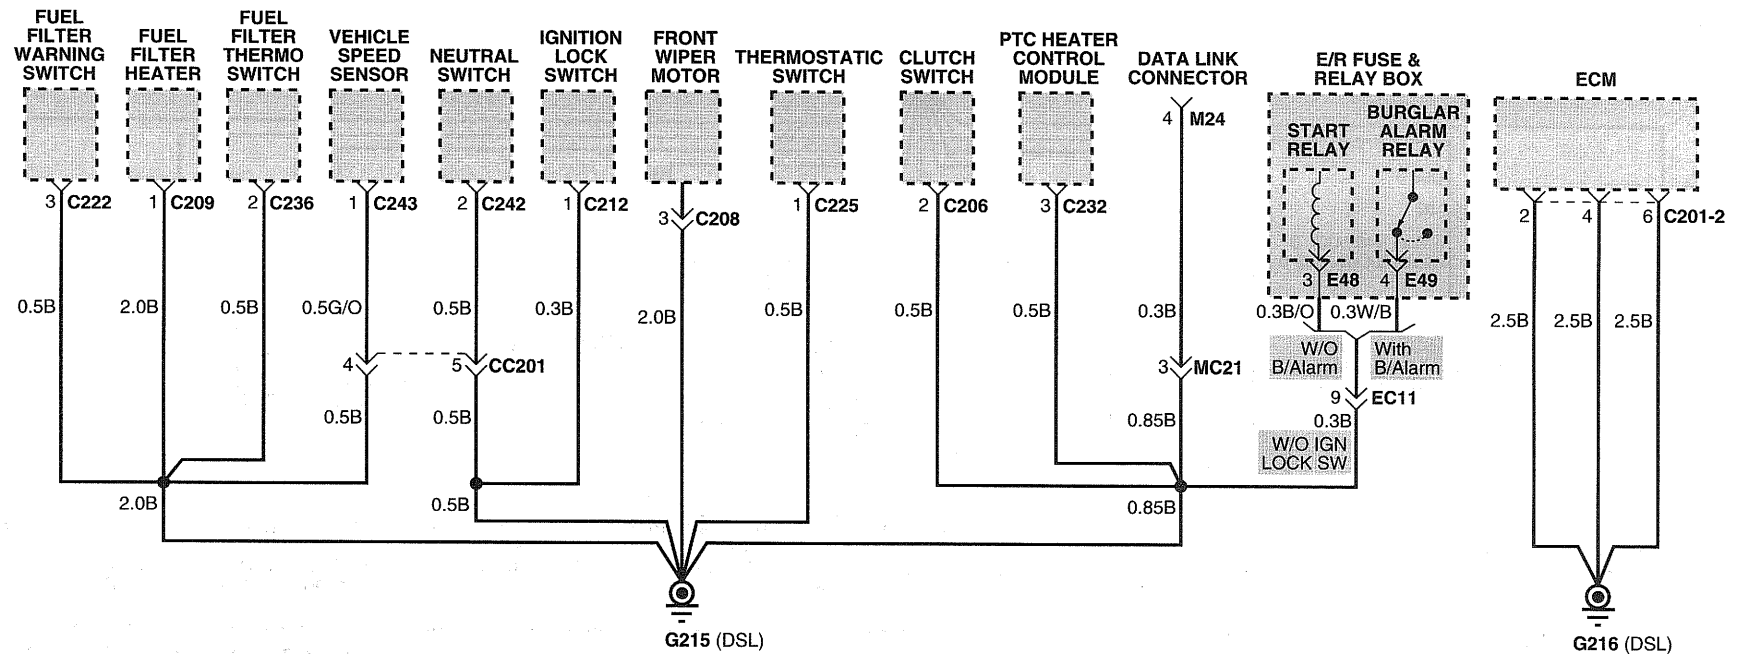 FUEL
FILTER
WARNING
SWITCH
FUEL
FILTER
HEATER
FUEL
FILTER
THERMO
SWITCH
VEHICLE
SPEED
SENSOR
NEUTRAL
SWITCH
IGNITION
LOCK
SWITCH
FRONT
WIPER
MOTOR
THERMOSTATIC
SWITCH
CLUTCH
SWITCH
PTC HEATER
CONTROL
MODULE
DATA LINK
CONNECTOR
E/R FUSE &
RELAY BOX
ECM
START
RELAY
BURGLAR
ALARM
RELAY
3 C222
1 C209
2 C236
1 C243
2 C242
1 C212
3 C208
1 C225
2 C206
3 C232
4 M24
3 E48
4 E49
2 4 6 C201-2
0.5B
2.0B
0.5B
0.5G/O
0.5B
0.3B
2.0B
0.5B
0.5B
0.5B
0.3B
0.3B/O
0.3W/B
2.5B
2.5B
2.5B
W/O
B/Alarm
With
B/Alarm
4 5 CC201
3 MC21
9 EC11
0.5B
0.5B
0.85B
0.3B
W/O IGN
LOCK SW
2.0B
0.5B
0.85B
G215 (DSL)
G216 (DSL)